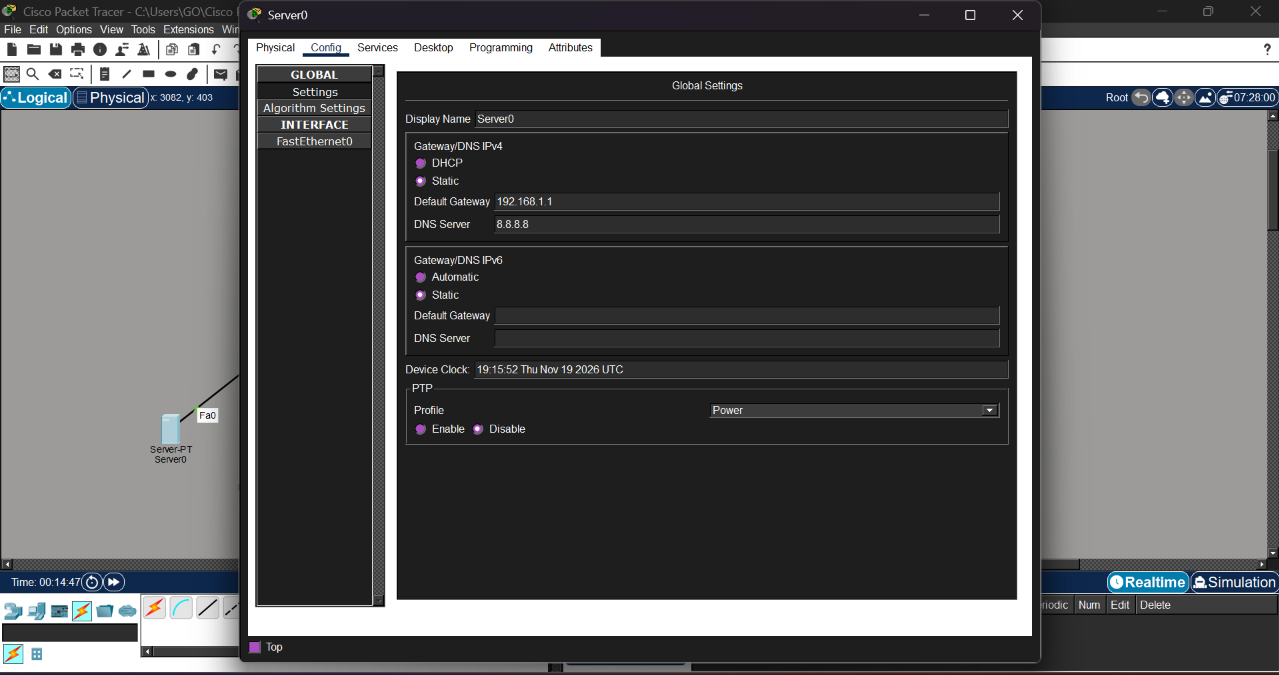 Cisco Packet Tracer - C:\Users\GO\Cisco
File Edit Options View Tools Extensions
Server0
Physical Config Services Desktop Programming Attributes
?
Logical Physical x: 3082, y: 403
Root 07:28:00
GLOBAL
Settings
Algorithm Settings
INTERFACE
FastEthernet0
Global Settings
Display Name Server0
Gateway/DNS IPv4
DHCP
Static
Default Gateway 192.168.1.1
DNS Server 8.8.8.8
Gateway/DNS IPv6
Automatic
Static
Default Gateway
DNS Server
Device Clock: 19:15:52 Thu Nov 19 2026 UTC
PTP
Profile Power
Enable Disable
Top
Fa0
Server-PT
Server0
Time: 00:14:47
Realtime Simulation
riodic Num Edit Delete